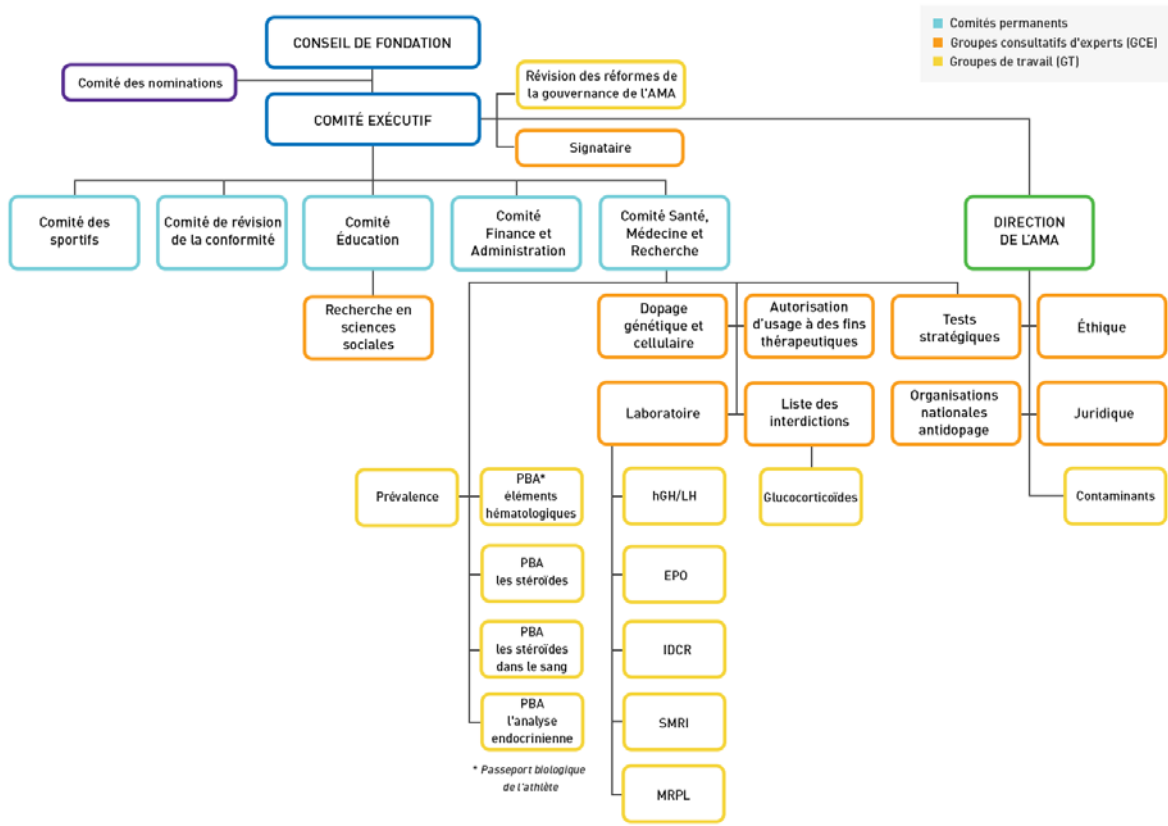 Comités permanents
Groupes consultatifs d'experts (GCE)
Groupes de travail (GT)
CONSEIL DE FONDATION
Comité des nominations
Révision des réformes de
la gouvernance de l'AMA
COMITÉ EXÉCUTIF
Signataire
Comité des
sportifs
Comité de révision
de la conformité
Comité
Éducation
Comité
Finance et
Administration
Comité Santé,
Médecine et
Recherche
DIRECTION
DE L'AMA
Recherche en
sciences
sociales
Dopage
génétique et
cellulaire
Autorisation
d'usage à des fins
thérapeutiques
Tests
stratégiques
Éthique
Laboratoire
Liste des
interdictions
Organisations
nationales
antidopage
Juridique
Prévalence
PBA*
éléments
hématologiques
hGH/LH
Glucocorticoïdes
Contaminants
PBA
les stéroïdes
EPO
PBA
les stéroïdes
dans le sang
IDCR
PBA
l'analyse
endocrinienne
SMRI
* Passeport biologique
de l'athlète
MRPL